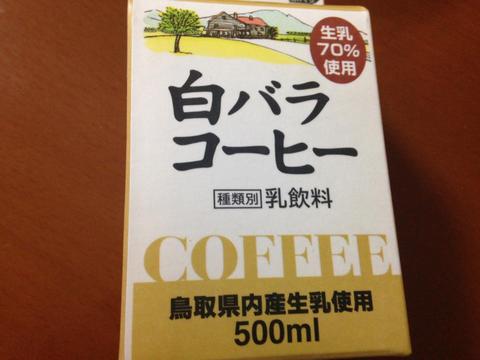 生乳
70%
使用
白バラ
コーヒー
種類別 乳飲料
COFFEE
鳥取県内産生乳使用
500ml